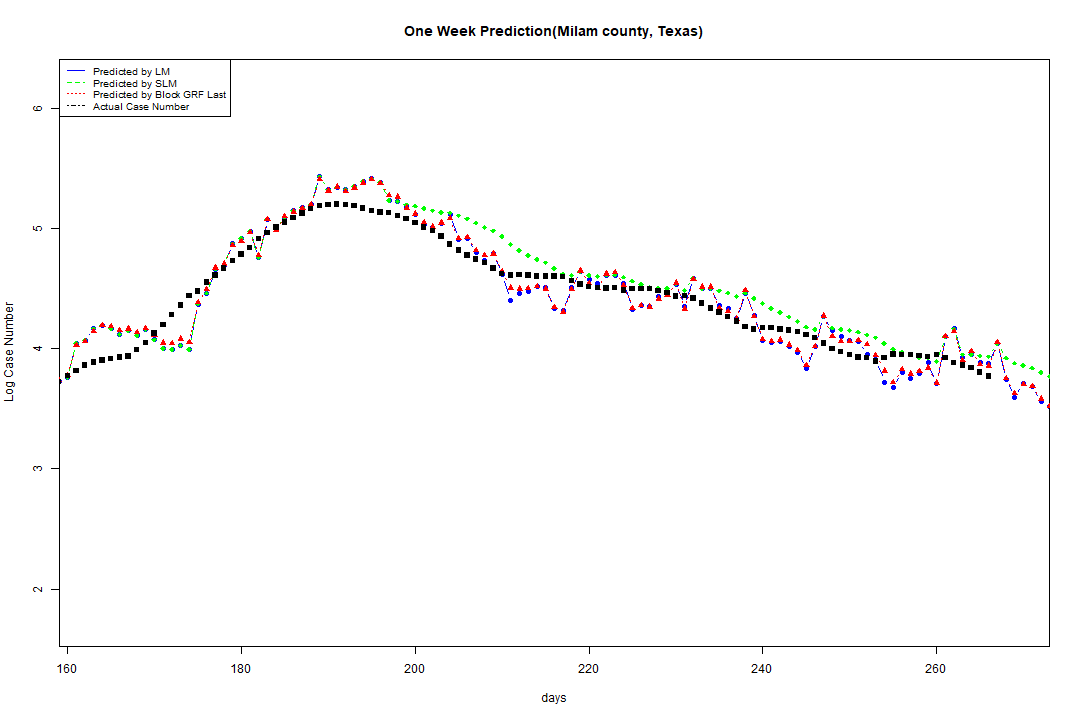 One Week Prediction(Milam county, Texas)
Predicted by LM
Predicted by SLM
Predicted by Block GRF Last
Actual Case Number
6
5
4
3
2
Log Case Number
160 180 200 220 240 260
days